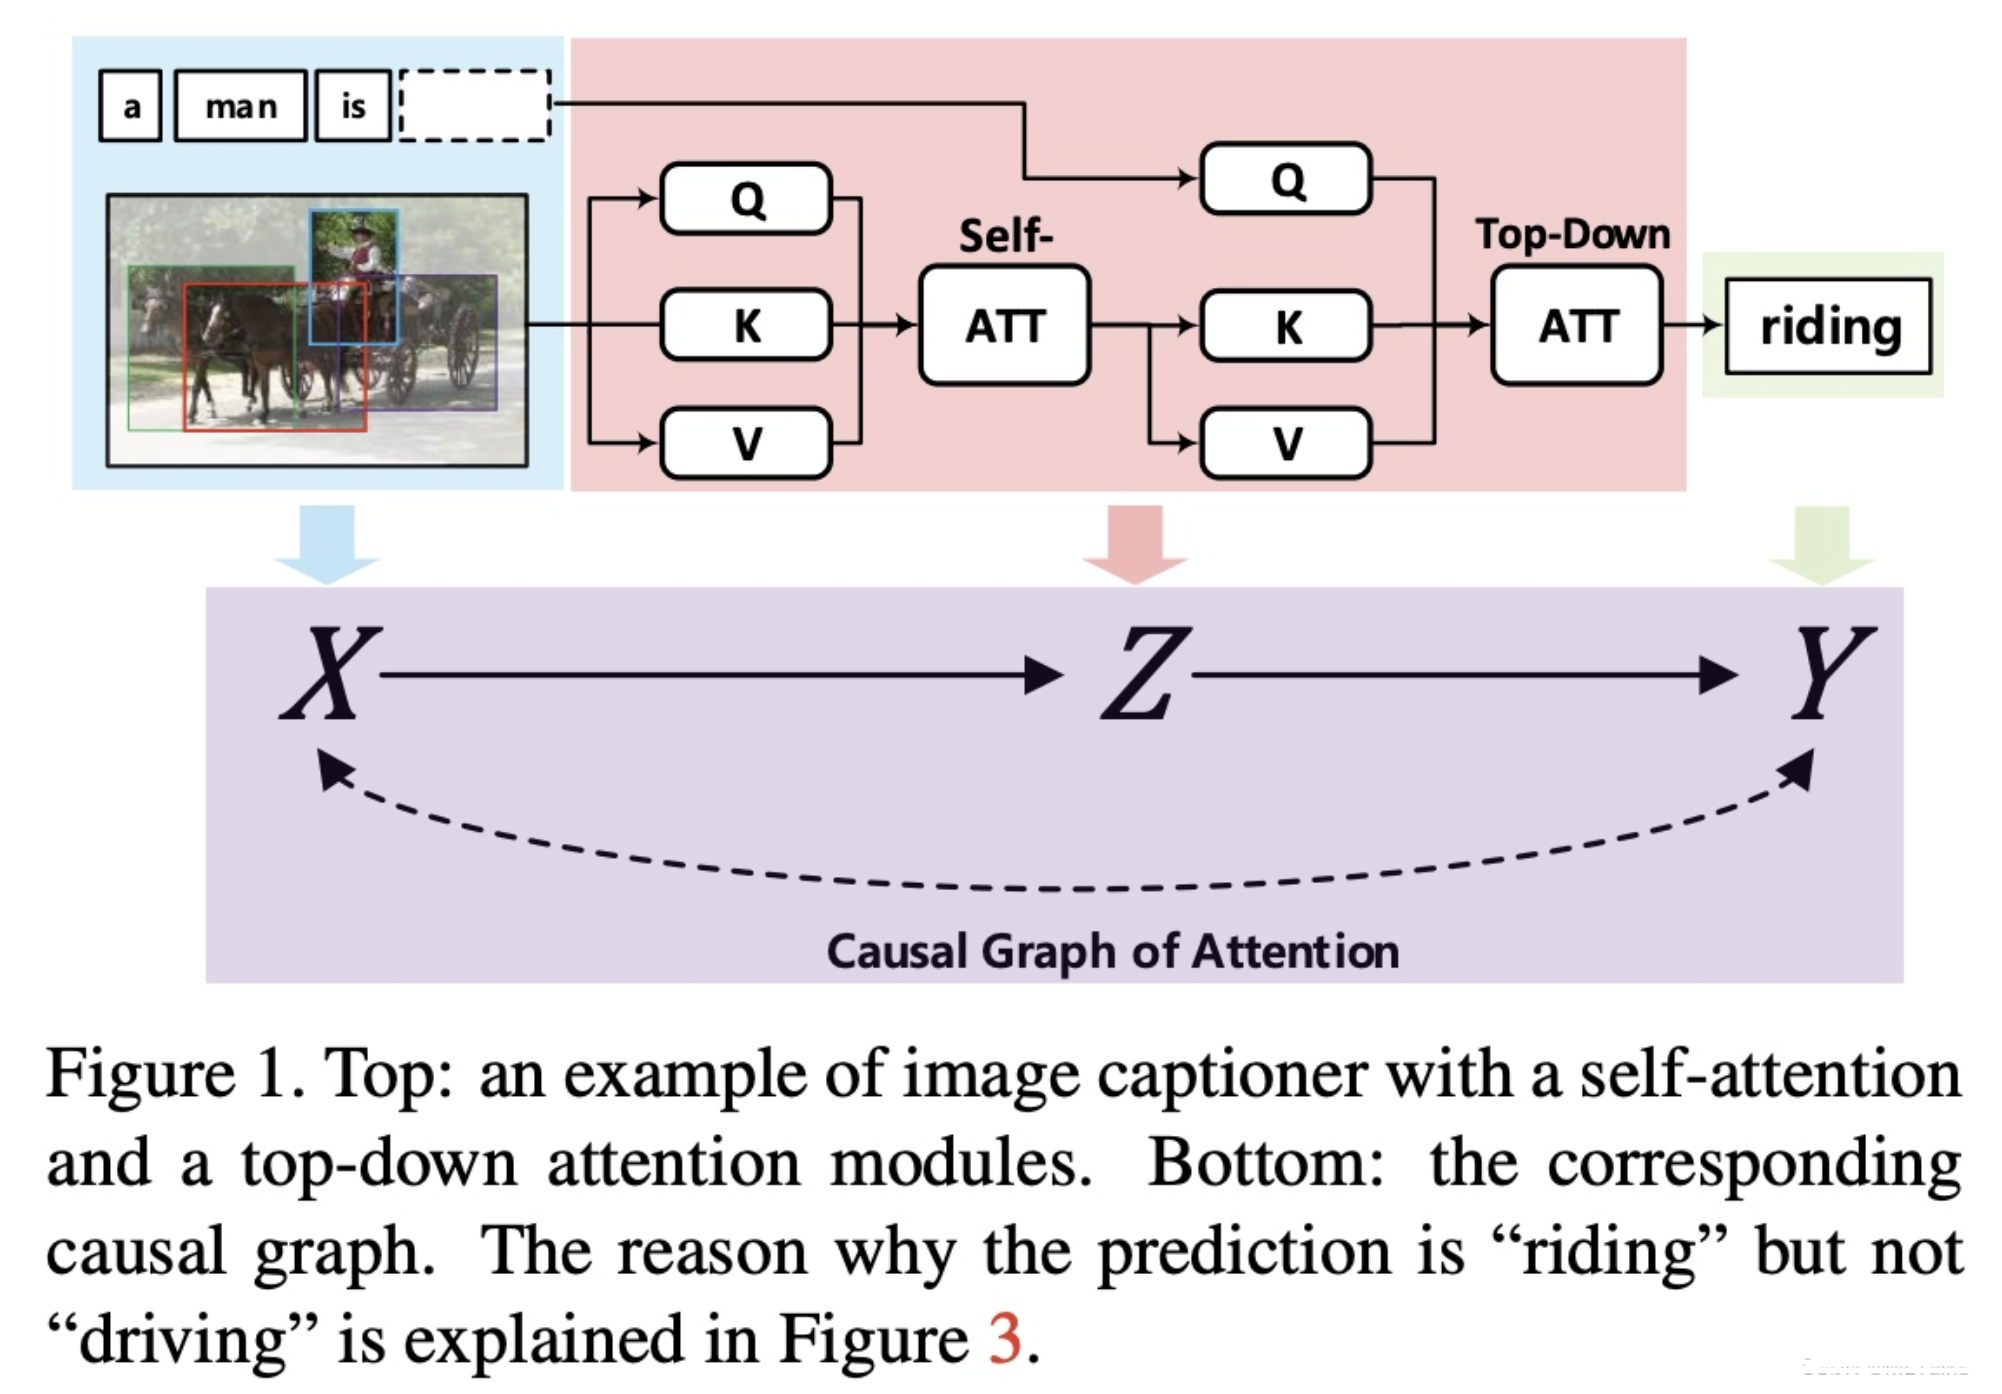 a man is
Q
Q
Self-
Top-Down
K
ATT
K
ATT
riding
V
V
X Z Y
Causal Graph of Attention
Figure 1. Top: an example of image captioner with a self-attention
and a top-down attention modules. Bottom: the corresponding
causal graph. The reason why the prediction is “riding” but not
“driving” is explained in Figure 3.